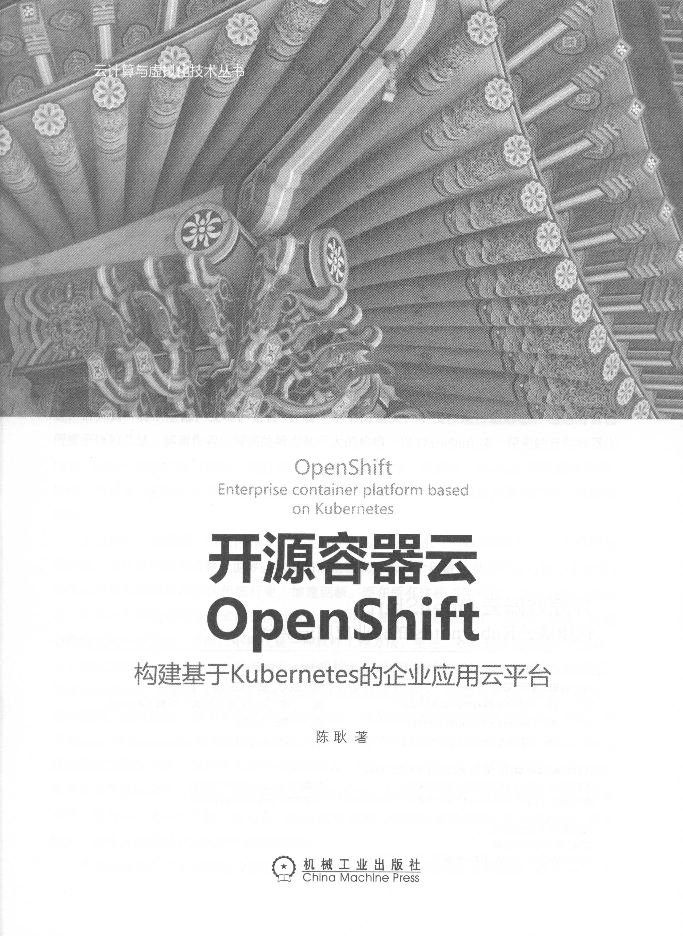 云计算与虚拟化技术丛书
OpenShift
Enterprise container platform based
on Kubernetes
开源容器云
OpenShift
构建基于Kubernetes的企业应用云平台
陈耿 著
机械工业出版社
China Machine Press